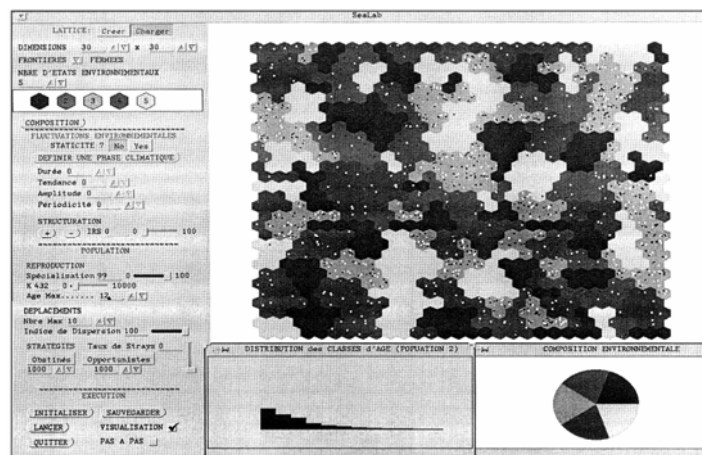 SeaLab
LATTICE: Creer Charger
DIMENSIONS 30 x 30
FRONTIERES FERMEES
NBRE D'ETATS ENVIRONNEMENTAUX
5
2 3 4 5
COMPOSITION
FLUCTUATIONS ENVIRONNEMENTALES
STATICITE ? No Yes
DEFINIR UNE PHASE CLIMATIQUE
Durée 0
Tendance 0
Amplitude 0
Périodicité 0
STRUCTURATION
+ - IRS 0 0 100
POPULATION
REPRODUCTION
Spécialisation 99 0 100
K 432 0 10000
Age Max....... 12
DEPLACEMENTS
Nbre Max 10
Indice de Dispersion 100
STRATEGIES Taux de Strays 0
Obstinés Opportunistes
1000 1000
EXECUTION
INITIALISER SAUVEGARDER
LANCER VISUALISATION
QUITTER PAS A PAS
DISTRIBUTION des CLASSES d'AGE (POPUATION 2)
COMPOSITION ENVIRONNEMENTALE